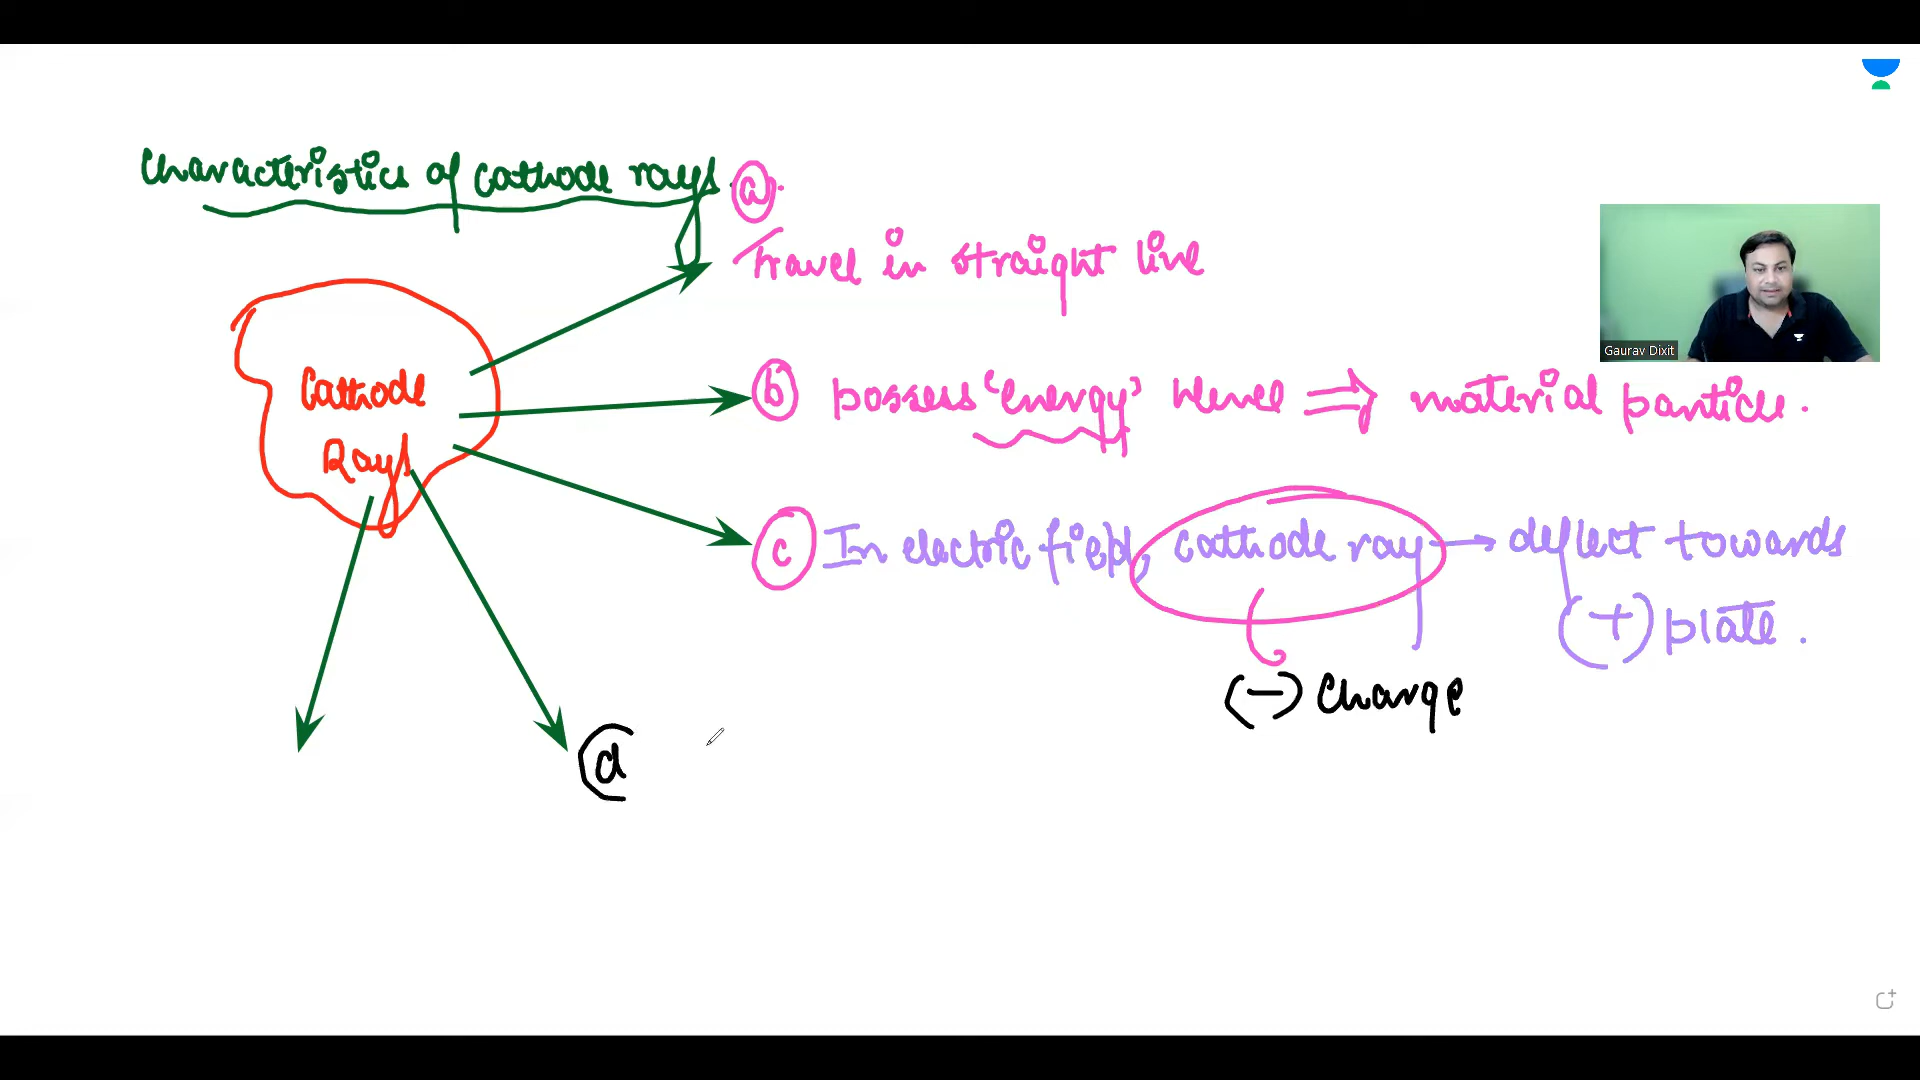 Characteristics of cathode rays.
(a)
Travel in straight line
Cathode
Rays
(b) possess 'energy' Hence ⇒ material particle.
(c) In electric field, cathode ray → deflect towards
(+) plate.
(-) Charge
(d
Gaurav Dixit